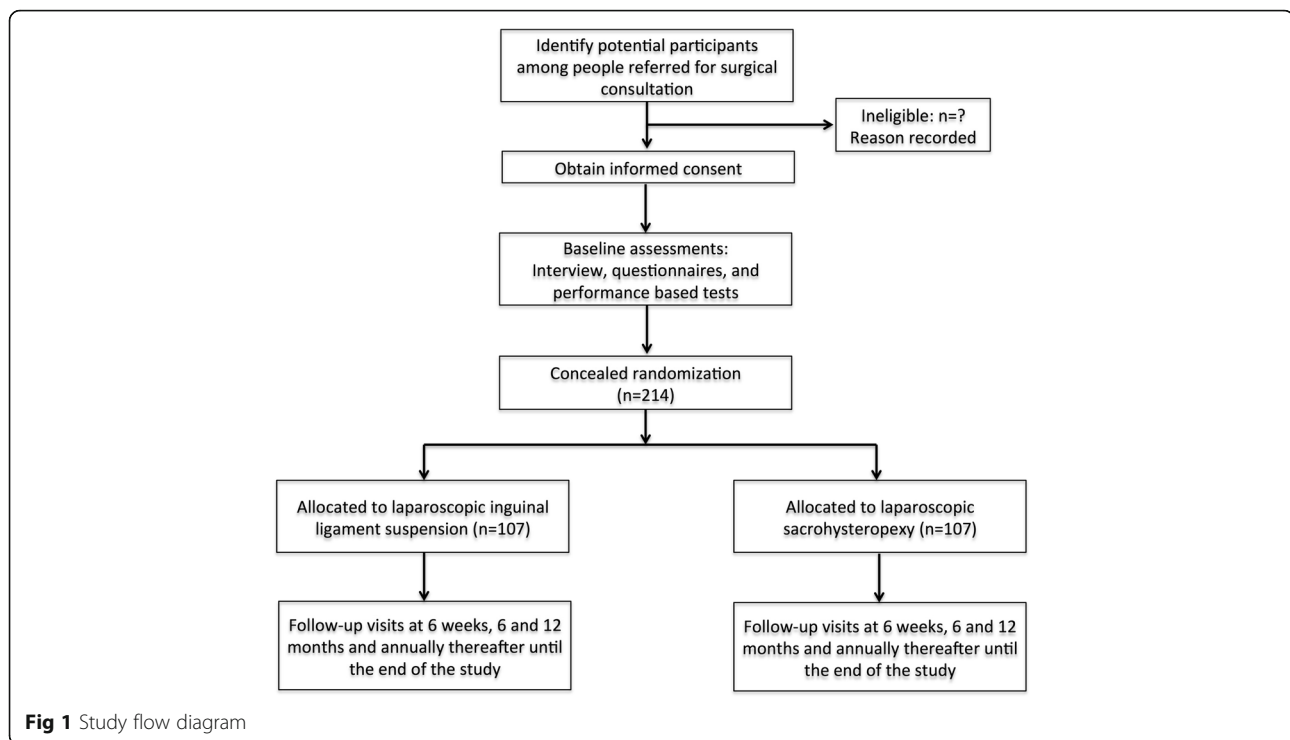 Identify potential participants
among people referred for surgical
consultation
Ineligible: n=?
Reason recorded
Obtain informed consent
Baseline assessments:
Interview, questionnaires, and
performance based tests
Concealed randomization
(n=214)
Allocated to laparoscopic inguinal
ligament suspension (n=107)
Allocated to laparoscopic
sacrohysteropexy (n=107)
Follow-up visits at 6 weeks, 6 and 12
months and annually thereafter until
the end of the study
Follow-up visits at 6 weeks, 6 and 12
months and annually thereafter until
the end of the study
Fig 1 Study flow diagram